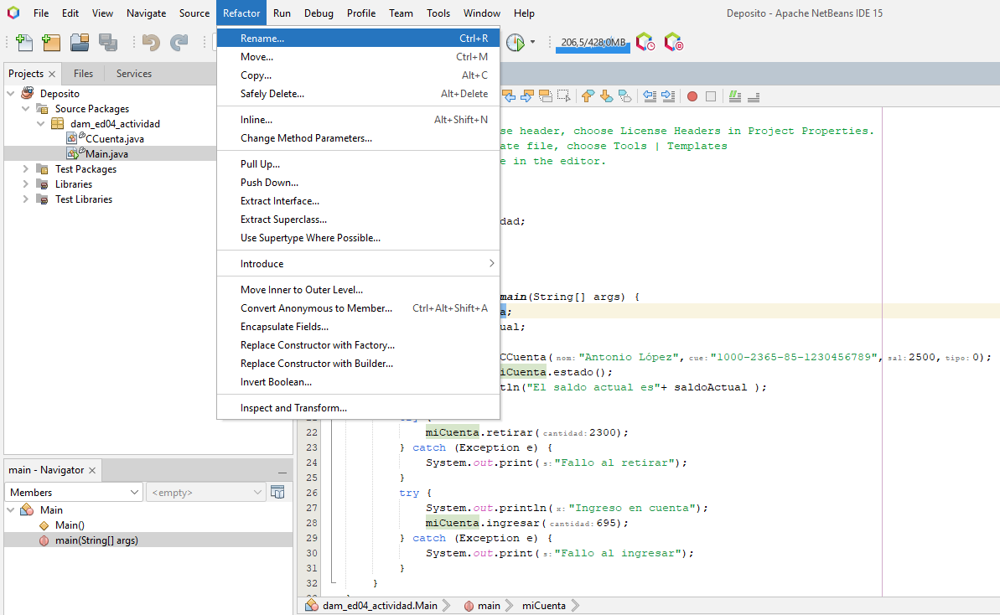 File Edit View Navigate Source Refactor Run Debug Profile Team Tools Window Help
Deposito - Apache NetBeans IDE 15
206,5/428,0MB
Projects Files Services
Deposito
Source Packages
dam_ed04_actividad
CCuenta.java
Main.java
Test Packages
Libraries
Test Libraries
Rename... Ctrl+R
Move... Ctrl+M
Copy... Alt+C
Safely Delete... Alt+Delete
Inline... Alt+Shift+N
Change Method Parameters...
Pull Up...
Push Down...
Extract Interface...
Extract Superclass...
Use Supertype Where Possible...
Introduce
Move Inner to Outer Level...
Convert Anonymous to Member... Ctrl+Alt+Shift+A
Encapsulate Fields...
Replace Constructor with Factory...
Replace Constructor with Builder...
Invert Boolean...
Inspect and Transform...
se header, choose License Headers in Project Properties.
ate file, choose Tools | Templates
e in the editor.
dad;
main(String[] args) {
a;
ual;
CCuenta(nom:"Antonio López",cue:"1000-2365-85-1230456789",sal:2500,tipo:0);
iCuenta.estado();
tln("El saldo actual es"+ saldoActual );
22 miCuenta.retirar(cantidad:2300);
23 } catch (Exception e) {
24 System.out.print(s:"Fallo al retirar");
25 }
26 try {
27 System.out.println(x:"Ingreso en cuenta");
28 miCuenta.ingresar(cantidad:695);
29 } catch (Exception e) {
30 System.out.print(s:"Fallo al ingresar");
31 }
32 }
main - Navigator
Members <empty>
Main
Main()
main(String[] args)
dam_ed04_actividad.Main main miCuenta